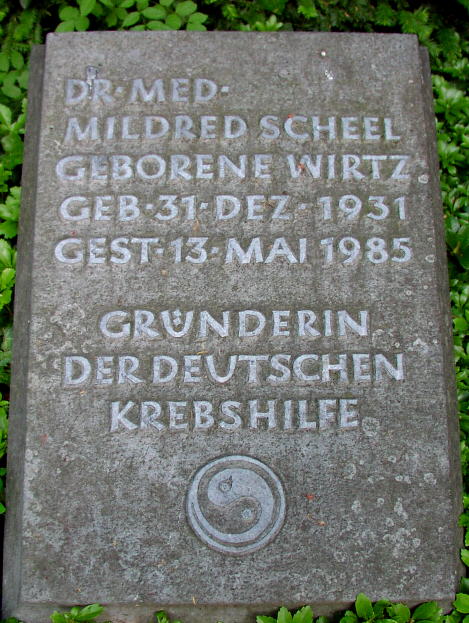 DR·MED·
MILDRED SCHEEL
GEBORENE WIRTZ
GEB·31·DEZ·1931
GEST·13·MAI 1985
GRÜNDERIN
DER DEUTSCHEN
KREBSHILFE